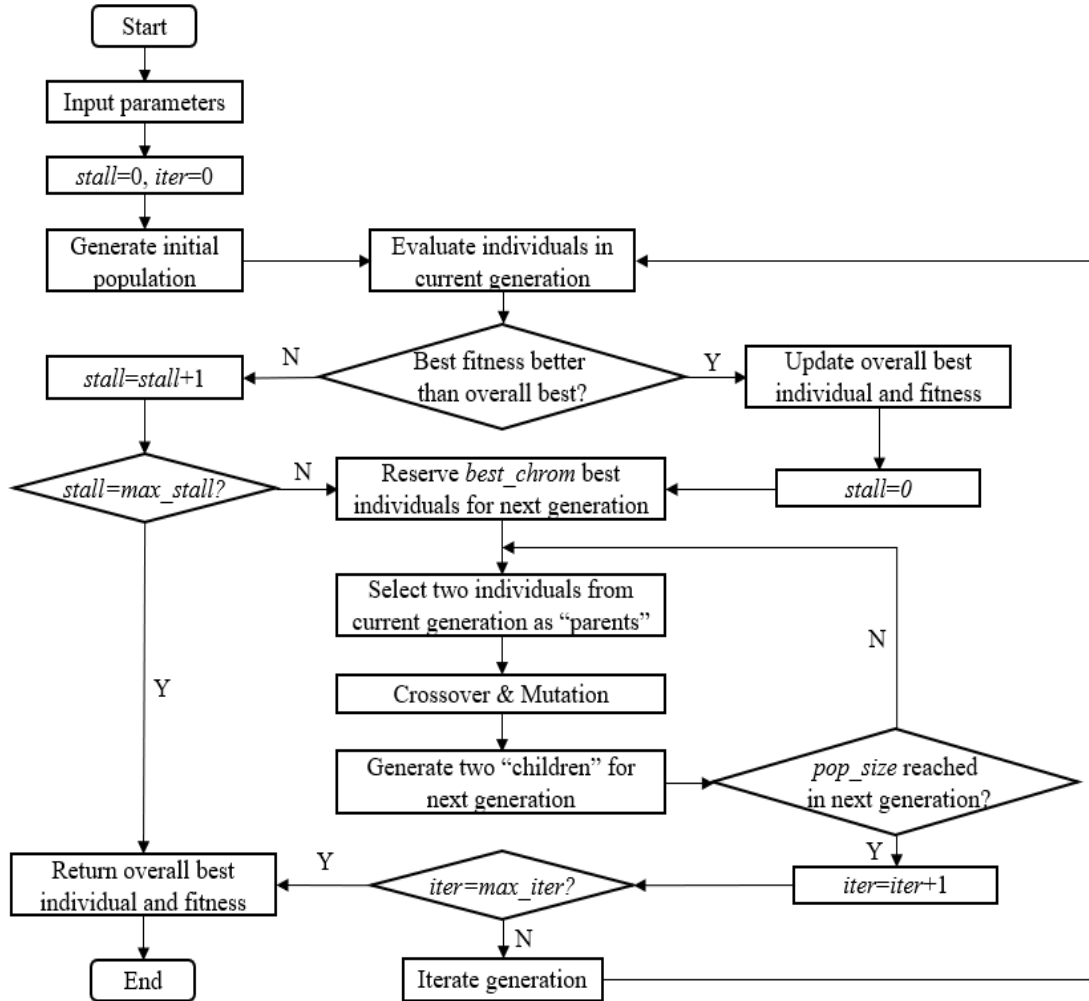 Start
Input parameters
stall=0, iter=0
Generate initial
population
Evaluate individuals in
current generation
Best fitness better
than overall best?
N
Y
stall=stall+1
Update overall best
individual and fitness
stall=max_stall?
N
Reserve best_chrom best
individuals for next generation
stall=0
Select two individuals from
current generation as “parents”
N
Y
Crossover & Mutation
Generate two “children” for
next generation
pop_size reached
in next generation?
Y
Return overall best
individual and fitness
Y
iter=max_iter?
iter=iter+1
N
End
Iterate generation